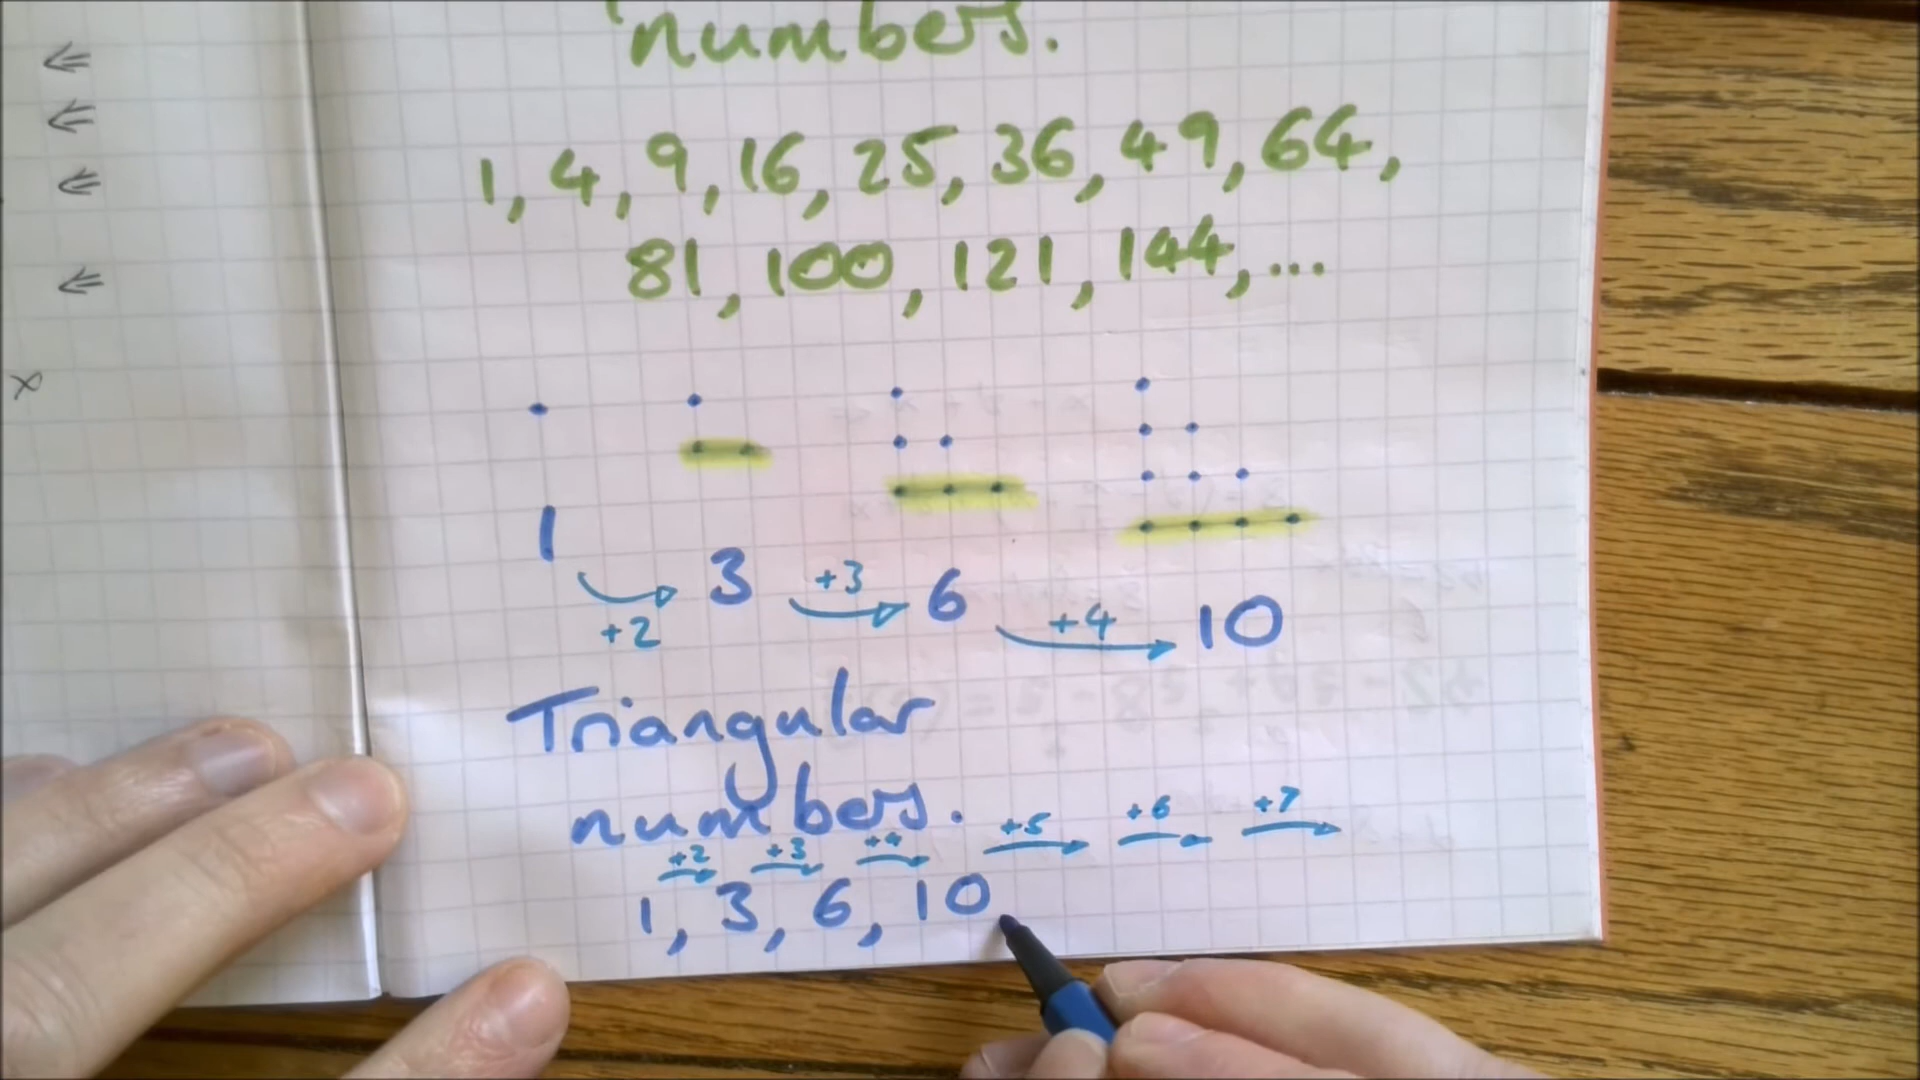 numbers.
1, 4, 9, 16, 25, 36, 49, 64,
81, 100, 121, 144, ...
1 3 6 10
+2 +3 +4
Triangular
numbers.
+2 +3 +4 +5 +6 +7
1, 3, 6, 10
x